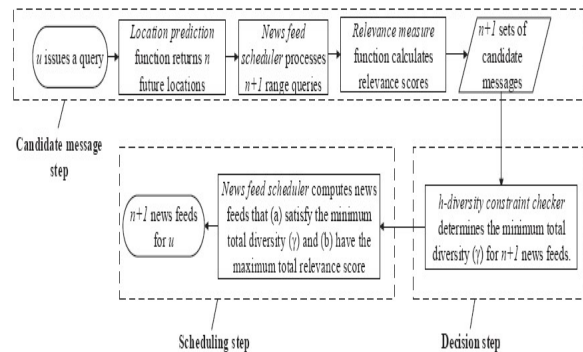 u issues a query
Location prediction
function returns n
future locations
News feed
scheduler processes
n+1 range queries
Relevance measure
function calculates
relevance scores
n+1 sets of
candidate
messages
Candidate message
step
n+1 news feeds
for u
News feed scheduler computes news
feeds that (a) satisfy the minimum
total diversity (γ) and (b) have the
maximum total relevance score
h-diversity constraint checker
determines the minimum total
diversity (γ) for n+1 news feeds.
Scheduling step
Decision step